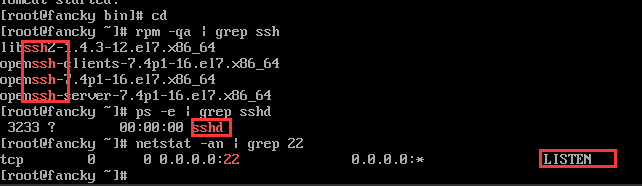 Tomcat started.
[root@fancky bin]# cd
[root@fancky ~]# rpm -qa | grep ssh
libssh2-1.4.3-12.el7.x86_64
openssh-clients-7.4p1-16.el7.x86_64
openssh-7.4p1-16.el7.x86_64
openssh-server-7.4p1-16.el7.x86_64
[root@fancky ~]# ps -e | grep sshd
3233 ? 00:00:00 sshd
[root@fancky ~]# netstat -an | grep 22
tcp 0 0 0.0.0.0:22 0.0.0.0:* LISTEN
[root@fancky ~]#